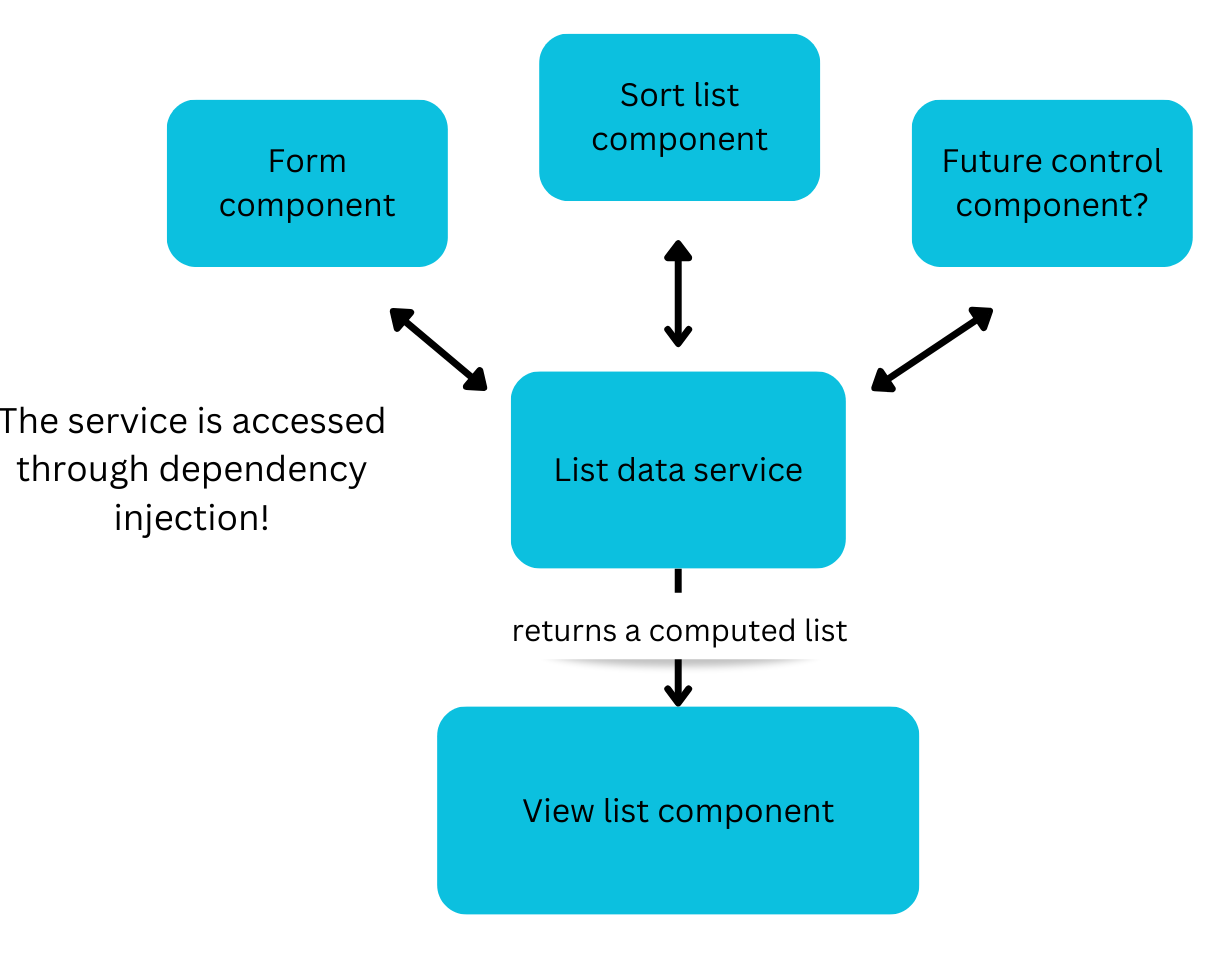 Sort list
component
Form
component
Future control
component?
The service is accessed
through dependency
injection!
List data service
returns a computed list
View list component